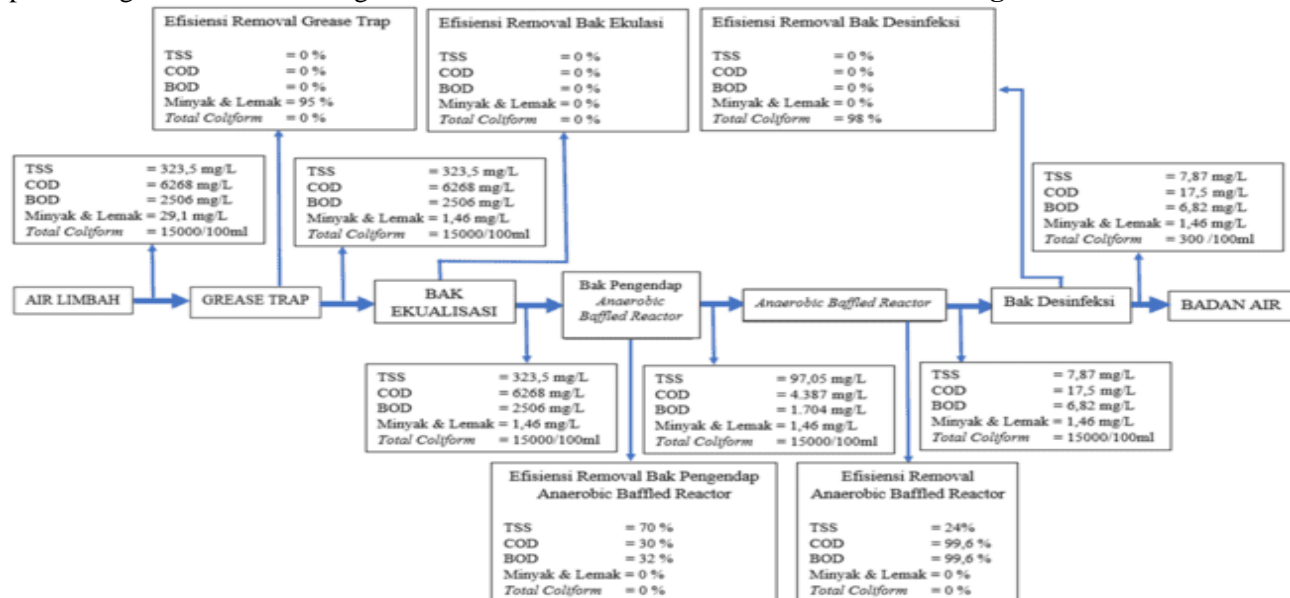 Efisiensi Removal Grease Trap
TSS = 0 %
COD = 0 %
BOD = 0 %
Minyak & Lemak = 95 %
Total Coliform = 0 %
Efisiensi Removal Bak Ekulasi
TSS = 0 %
COD = 0 %
BOD = 0 %
Minyak & Lemak = 0 %
Total Coliform = 0 %
Efisiensi Removal Bak Desinfeksi
TSS = 0 %
COD = 0 %
BOD = 0 %
Minyak & Lemak = 0 %
Total Coliform = 98 %
TSS = 323,5 mg/L
COD = 6268 mg/L
BOD = 2506 mg/L
Minyak & Lemak = 29,1 mg/L
Total Coliform = 15000/100ml
TSS = 323,5 mg/L
COD = 6268 mg/L
BOD = 2506 mg/L
Minyak & Lemak = 1,46 mg/L
Total Coliform = 15000/100ml
TSS = 7,87 mg/L
COD = 17,5 mg/L
BOD = 6,82 mg/L
Minyak & Lemak = 1,46 mg/L
Total Coliform = 300 /100ml
AIR LIMBAH
GREASE TRAP
BAK
EKUALISASI
Bak Pengendap
Anaerobic
Baffled Reactor
Anaerobic Baffled Reactor
Bak Desinfeksi
BADAN AIR
TSS = 323,5 mg/L
COD = 6268 mg/L
BOD = 2506 mg/L
Minyak & Lemak = 1,46 mg/L
Total Coliform = 15000/100ml
TSS = 97,05 mg/L
COD = 4.387 mg/L
BOD = 1.704 mg/L
Minyak & Lemak = 1,46 mg/L
Total Coliform = 15000/100ml
TSS = 7,87 mg/L
COD = 17,5 mg/L
BOD = 6,82 mg/L
Minyak & Lemak = 1,46 mg/L
Total Coliform = 15000/100ml
Efisiensi Removal Bak Pengendap
Anaerobic Baffled Reactor
TSS = 70 %
COD = 30 %
BOD = 32 %
Minyak & Lemak = 0 %
Total Coliform = 0 %
Efisiensi Removal
Anaerobic Baffled Reactor
TSS = 24%
COD = 99,6 %
BOD = 99,6 %
Minyak & Lemak = 0 %
Total Coliform = 0 %